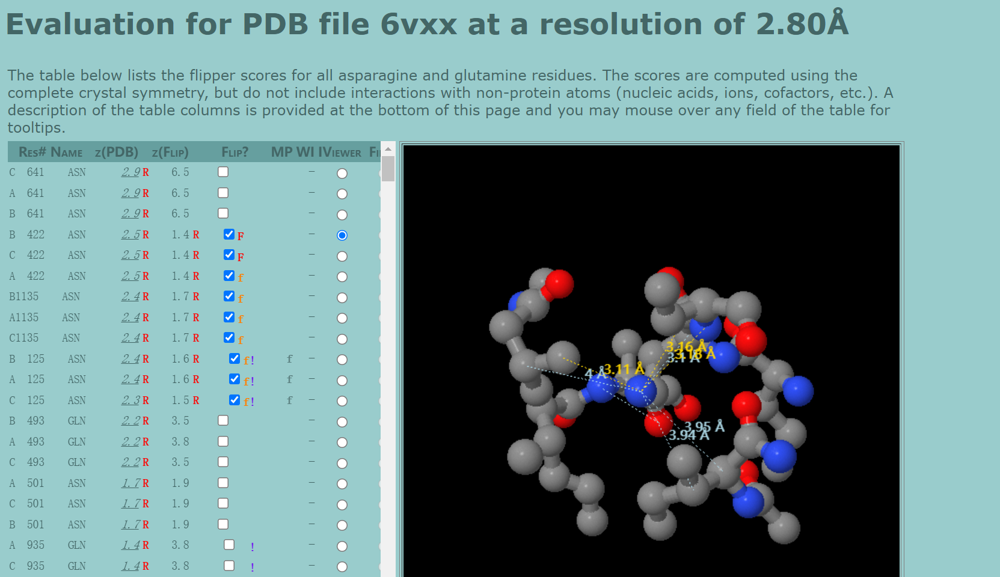 Evaluation for PDB file 6vxx at a resolution of 2.80Å
The table below lists the flipper scores for all asparagine and glutamine residues. The scores are computed using the
complete crystal symmetry, but do not include interactions with non-protein atoms (nucleic acids, ions, cofactors, etc.). A
description of the table columns is provided at the bottom of this page and you may mouse over any field of the table for
tooltips.
Res# Name z(PDB) z(Flip) Flip? MP WI IViewer
C 641 ASN 2.9 R 6.5 –
A 641 ASN 2.9 R 6.5 –
B 641 ASN 2.9 R 6.5 –
B 422 ASN 2.5 R 1.4 R F –
C 422 ASN 2.5 R 1.4 R F –
A 422 ASN 2.5 R 1.4 R f –
B1135 ASN 2.4 R 1.7 R f –
A1135 ASN 2.4 R 1.7 R f –
C1135 ASN 2.4 R 1.7 R f –
B 125 ASN 2.4 R 1.6 R f! f –
A 125 ASN 2.4 R 1.6 R f! f –
C 125 ASN 2.3 R 1.5 R f! f –
B 493 GLN 2.2 R 3.5 –
A 493 GLN 2.2 R 3.8 –
C 493 GLN 2.2 R 3.5 –
A 501 ASN 1.7 R 1.9 –
C 501 ASN 1.7 R 1.9 –
B 501 ASN 1.7 R 1.9 –
A 935 GLN 1.4 R 3.8 ! –
C 935 GLN 1.4 R 3.8 ! –
3.16 Å
3.1 Å
3.11 Å
4 Å
3.95 Å
3.94 Å